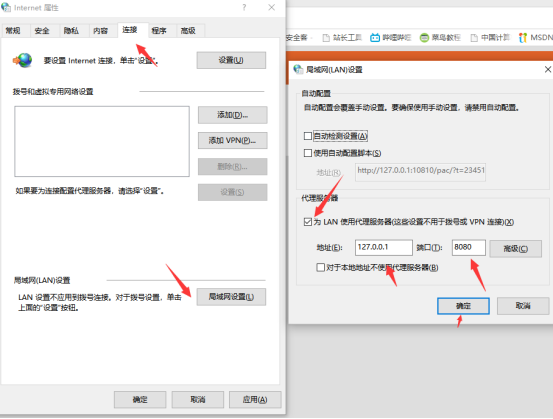 Internet 属性
常规 安全 隐私 内容 连接 程序 高级
要设置 Internet 连接，单击“设置”。
设置(U)
拨号和虚拟专用网络设置
添加(D)...
添加 VPN(P)...
删除(R)...
如果要为连接配置代理服务器，请选择“设置”。
设置(S)
局域网(LAN)设置
LAN 设置不应用到拨号连接。对于拨号设置，单击
上面的“设置”按钮。
局域网设置(L)
确定 取消 应用(A)
安全客 站长工具 哔哩哔哩 菜鸟教程 中国计算 MSDN
局域网(LAN)设置
自动配置
自动配置会覆盖手动设置。要确保使用手动设置，请禁用自动配置。
自动检测设置(A)
使用自动配置脚本(S)
地址(R) http://127.0.0.1:10810/pac/?t=23451
代理服务器
为 LAN 使用代理服务器(这些设置不用于拨号或 VPN 连接)(X)
地址(E): 127.0.0.1 端口(T): 8080 高级(C)
对于本地地址不使用代理服务器(B)
确定 取消